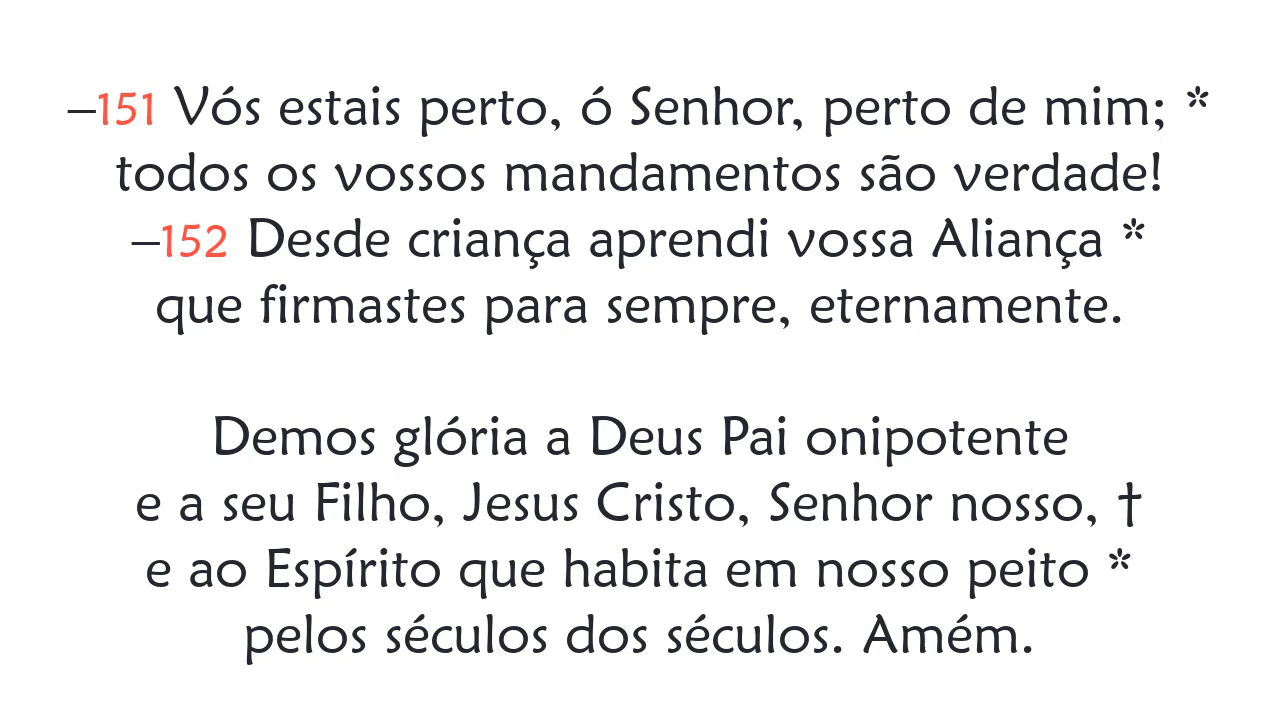 –151 Vós estais perto, ó Senhor, perto de mim; *
todos os vossos mandamentos são verdade!
–152 Desde criança aprendi vossa Aliança *
que firmastes para sempre, eternamente.
Demos glória a Deus Pai onipotente
e a seu Filho, Jesus Cristo, Senhor nosso, †
e ao Espírito que habita em nosso peito *
pelos séculos dos séculos. Amém.